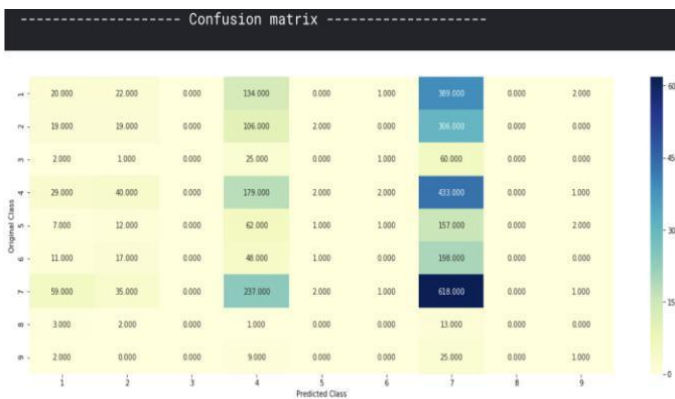 -------------------- Confusion matrix --------------------
1 20.000 22.000 0.000 134.000 0.000 1.000 389.000 0.000 2.000
2 19.000 19.000 0.000 106.000 2.000 0.000 306.000 0.000 0.000
3 2.000 1.000 0.000 25.000 0.000 1.000 60.000 0.000 0.000
4 29.000 40.000 0.000 179.000 2.000 2.000 433.000 0.000 1.000
5 7.000 12.000 0.000 62.000 1.000 1.000 157.000 0.000 2.000
6 11.000 17.000 0.000 48.000 1.000 0.000 198.000 0.000 0.000
7 59.000 35.000 0.000 237.000 2.000 1.000 618.000 0.000 1.000
8 3.000 2.000 0.000 1.000 0.000 0.000 13.000 0.000 0.000
9 2.000 0.000 0.000 9.000 0.000 0.000 25.000 0.000 1.000
1 2 3 4 5 6 7 8 9
Predicted Class
Original Class
0